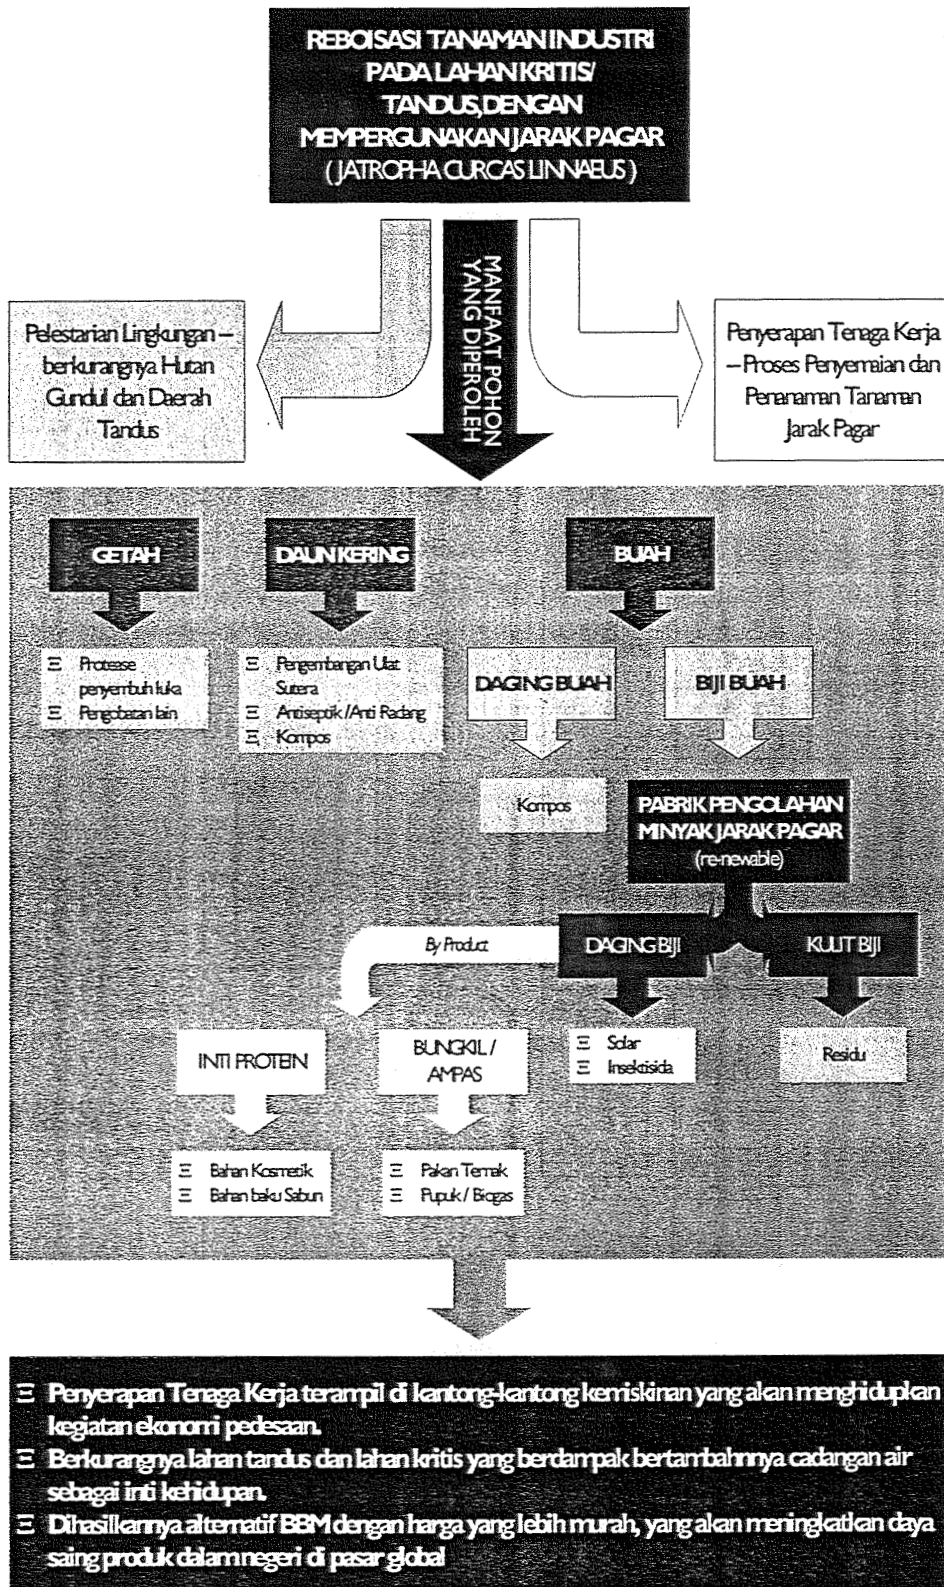 REBOISASI TANAMAN INDUSTRI
PADA LAHAN KRITIS/
TANDUS, DENGAN
MEMPERGUNAKAN JARAK PAGAR
( JATROPHA CURCAS LINNAEUS )
MANFAAT POHON
YANG DIPEROLEH
Pelestarian Lingkungan –
berkurangnya Hutan
Gundul dan Daerah
Tandus
Penyerapan Tenaga Kerja
– Proses Penyemaian dan
Penanaman Tanaman
Jarak Pagar
GETAH
DAUN KERING
BUAH
Ξ Protease
penyembuh luka
Ξ Pengobatan lain
Ξ Pengembangan Ulat
Sutera
Ξ Antiseptik /Anti Radang
Ξ Kompos
DAGING BUAH
BIJI BUAH
Kompos
PABRIK PENGOLAHAN
MINYAK JARAK PAGAR
(re-newable)
By Product
DAGING BIJI
KULIT BIJI
INTI PROTEIN
BUNGKIL /
AMPAS
Ξ Solar
Ξ Insektisida
Residu
Ξ Bahan Kosmetik
Ξ Bahan baku Sabun
Ξ Pakan Ternak
Ξ Pupuk / Biogas
Ξ Penyerapan Tenaga Kerja terampil di kantong-kantong kemiskinan yang akan menghidupkan
kegiatan ekonomi pedesaan.
Ξ Berkurangnya lahan tandus dan lahan kritis yang berdampak bertambahnnya cadangan air
sebagai inti kehidupan.
Ξ Dihasilkannya alternatif BBM dengan harga yang lebih murah, yang akan meningkatkan daya
saing produk dalam negeri di pasar global